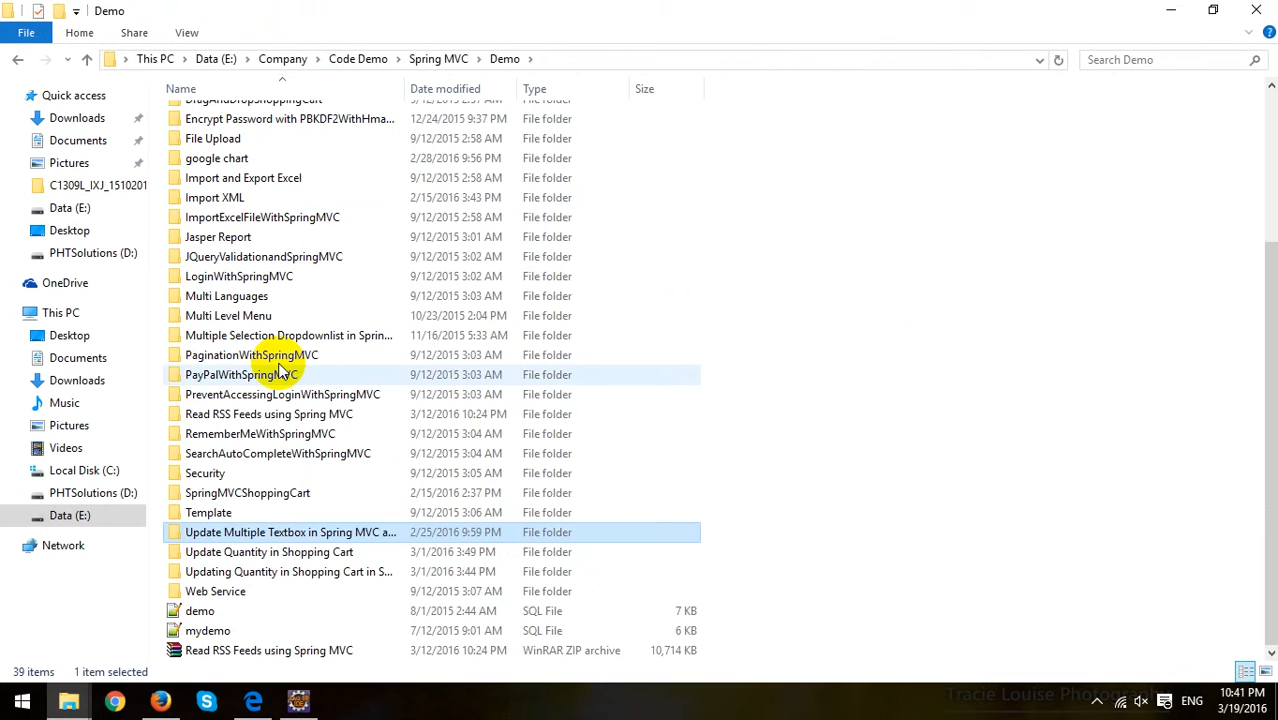 Demo
File Home Share View
This PC Data (E:) Company Code Demo Spring MVC Demo
Search Demo
Name Date modified Type Size
Quick access
Downloads
Documents
Pictures
C1309L_IXJ_1510201
Data (E:)
Desktop
PHTSolutions (D:)
OneDrive
This PC
Desktop
Documents
Downloads
Music
Pictures
Videos
Local Disk (C:)
PHTSolutions (D:)
Data (E:)
Network
DragAndDropShoppingCart 9/12/2015 2:57 AM File folder
Encrypt Password with PBKDF2WithHma... 12/24/2015 9:37 PM File folder
File Upload 9/12/2015 2:58 AM File folder
google chart 2/28/2016 9:56 PM File folder
Import and Export Excel 9/12/2015 2:58 AM File folder
Import XML 2/15/2016 3:43 PM File folder
ImportExcelFileWithSpringMVC 9/12/2015 2:58 AM File folder
Jasper Report 9/12/2015 3:01 AM File folder
JQueryValidationandSpringMVC 9/12/2015 3:02 AM File folder
LoginWithSpringMVC 9/12/2015 3:02 AM File folder
Multi Languages 9/12/2015 3:03 AM File folder
Multi Level Menu 10/23/2015 2:04 PM File folder
Multiple Selection Dropdownlist in Sprin... 11/16/2015 5:33 AM File folder
PaginationWithSpringMVC 9/12/2015 3:03 AM File folder
PayPalWithSpringMVC 9/12/2015 3:03 AM File folder
PreventAccessingLoginWithSpringMVC 9/12/2015 3:03 AM File folder
Read RSS Feeds using Spring MVC 3/12/2016 10:24 PM File folder
RememberMeWithSpringMVC 9/12/2015 3:04 AM File folder
SearchAutoCompleteWithSpringMVC 9/12/2015 3:04 AM File folder
Security 9/12/2015 3:05 AM File folder
SpringMVCShoppingCart 2/15/2016 2:37 PM File folder
Template 9/12/2015 3:06 AM File folder
Update Multiple Textbox in Spring MVC a... 2/25/2016 9:59 PM File folder
Update Quantity in Shopping Cart 3/1/2016 3:49 PM File folder
Updating Quantity in Shopping Cart in S... 3/1/2016 3:44 PM File folder
Web Service 9/12/2015 3:07 AM File folder
demo 8/1/2015 2:44 AM SQL File 7 KB
mydemo 7/12/2015 9:01 AM SQL File 6 KB
Read RSS Feeds using Spring MVC 3/12/2016 10:24 PM WinRAR ZIP archive 10,714 KB
39 items 1 item selected
Tracie Louise Photography
ENG
10:41 PM
3/19/2016